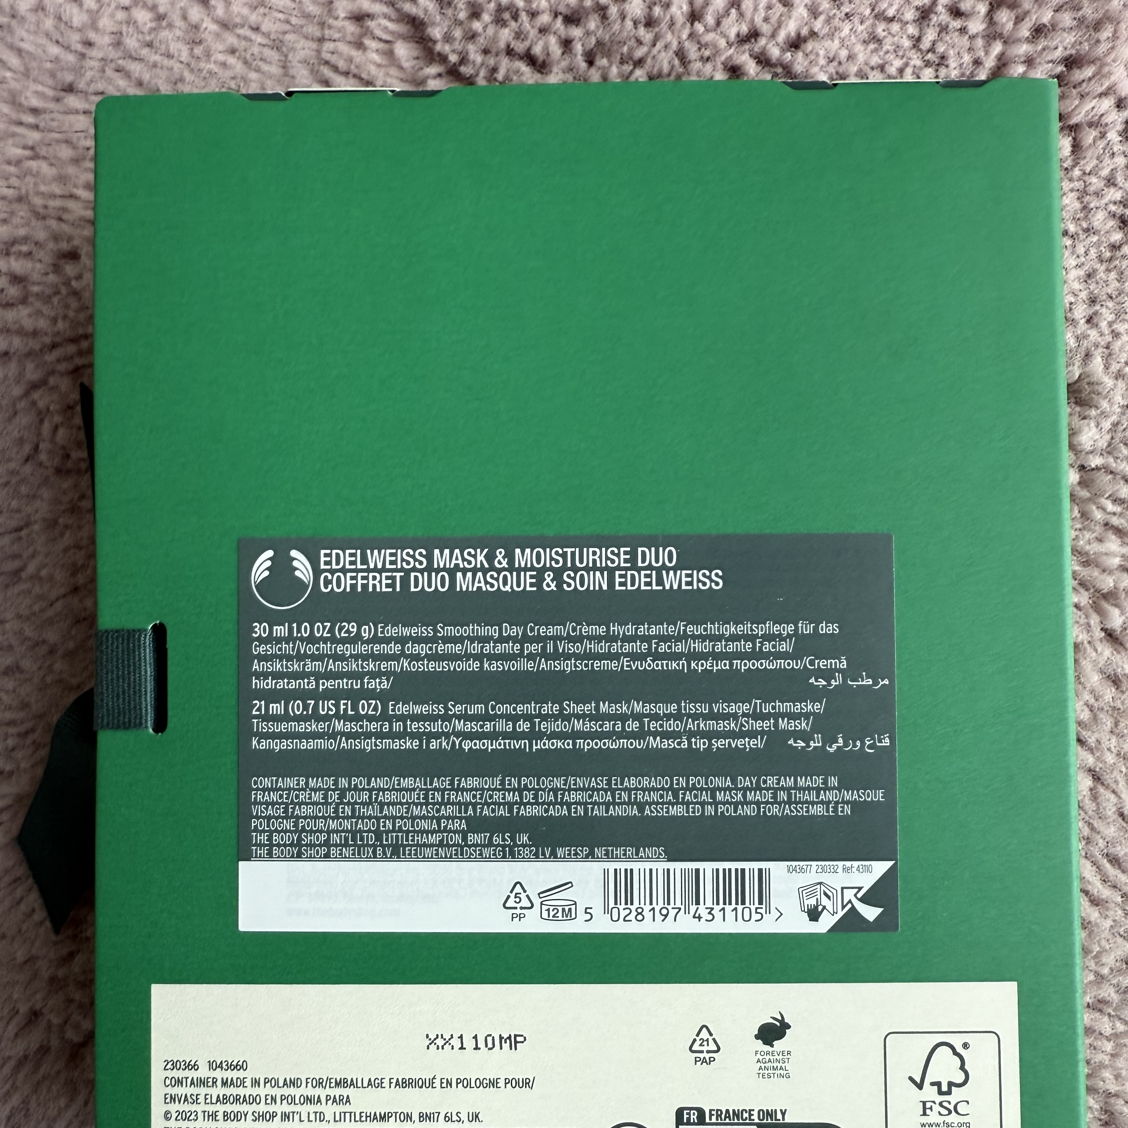 EDELWEISS MASK & MOISTURISE DUO
COFFRET DUO MASQUE & SOIN EDELWEISS
30 ml 1.0 OZ (29 g) Edelweiss Smoothing Day Cream/Crème Hydratante/Feuchtigkeitspflege für das
Gesicht/Vochtregulerende dagcrème/Idratante per il Viso/Hidratante Facial/Hidratante Facial/
Ansiktskräm/Ansiktskrem/Kosteusvoide kasvoille/Ansigtscreme/Ενυδατική κρέμα προσώπου/Cremă
hidratantă pentru față/ مرطب الوجه
21 ml (0.7 US FL OZ) Edelweiss Serum Concentrate Sheet Mask/Masque tissu visage/Tuchmaske/
Tissuemasker/Maschera in tessuto/Mascarilla de Tejido/Máscara de Tecido/Arkmask/Sheet Mask/
Kangasnaamio/Ansigtsmaske i ark/Υφασμάτινη μάσκα προσώπου/Mască tip șervețel/ قناع ورقي للوجه
CONTAINER MADE IN POLAND/EMBALLAGE FABRIQUÉ EN POLOGNE/ENVASE ELABORADO EN POLONIA. DAY CREAM MADE IN
FRANCE/CRÈME DE JOUR FABRIQUÉE EN FRANCE/CREMA DE DÍA FABRICADA EN FRANCIA. FACIAL MASK MADE IN THAILAND/MASQUE
VISAGE FABRIQUÉ EN THAÏLANDE/MASCARILLA FACIAL FABRICADA EN TAILANDIA. ASSEMBLED IN POLAND FOR/ASSEMBLÉ EN
POLOGNE POUR/MONTADO EN POLONIA PARA
THE BODY SHOP INT'L LTD., LITTLEHAMPTON, BN17 6LS, UK.
THE BODY SHOP BENELUX B.V., LEEUWENVELDSEWEG 1, 1382 LV, WEESP, NETHERLANDS.
1043677 230332 Ref: 43110
5
PP
12M
5 028197 431105 >
XX110MP
21
PAP
FOREVER
AGAINST
ANIMAL
TESTING
230366 1043660
CONTAINER MADE IN POLAND FOR/EMBALLAGE FABRIQUÉ EN POLOGNE POUR/
ENVASE ELABORADO EN POLONIA PARA
© 2023 THE BODY SHOP INT'L LTD., LITTLEHAMPTON, BN17 6LS, UK.
FR FRANCE ONLY
FSC
www.fsc.org